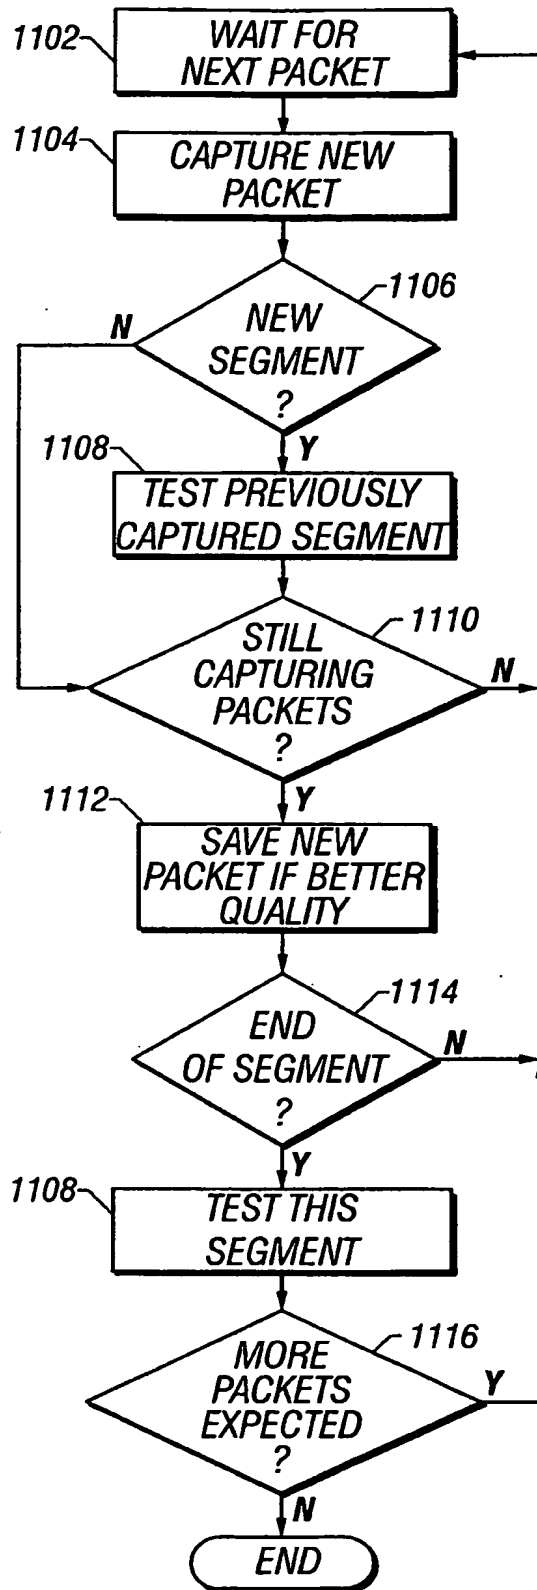 1102
WAIT FOR
NEXT PACKET
1104
CAPTURE NEW
PACKET
1106
N
NEW
SEGMENT
?
Y
1108
TEST PREVIOUSLY
CAPTURED SEGMENT
1110
STILL
CAPTURING
PACKETS
?
N
Y
1112
SAVE NEW
PACKET IF BETTER
QUALITY
1114
END
OF SEGMENT
?
N
Y
1108
TEST THIS
SEGMENT
1116
MORE
PACKETS
EXPECTED
?
Y
N
END